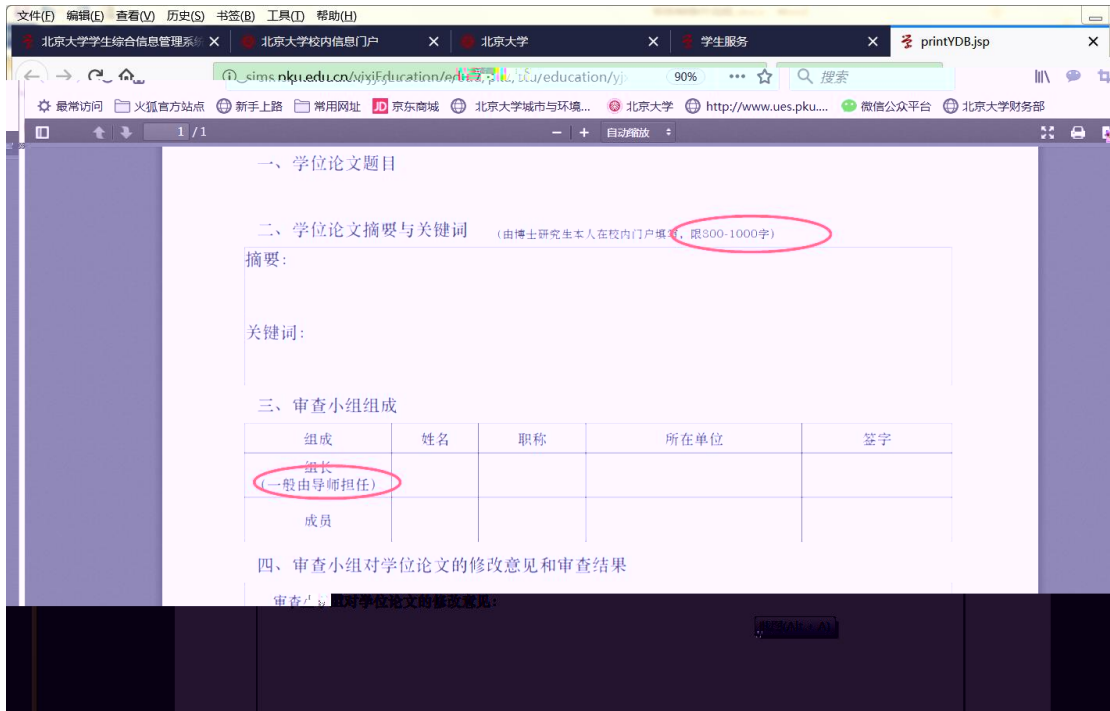 文件(F) 编辑(E) 查看(V) 历史(S) 书签(B) 工具(T) 帮助(H)
北京大学学生综合信息管理系统 北京大学校内信息门户 北京大学 学生服务 printYDB.jsp
sims.pku.edu.cn 90% 搜索
最常访问 火狐官方站点 新手上路 常用网址 JD 京东商城 北京大学城市与环境... 北京大学 http://www.ues.pku.... 微信公众平台 北京大学财务部
1 / 1 自动缩放
一、学位论文题目
二、学位论文摘要与关键词 (由博士研究生本人在校内门户填写，限800-1000字)
摘要:
关键词:
三、审查小组组成
组成 姓名 职称 所在单位 签字
组长
(一般由导师担任)
成员
四、审查小组对学位论文的修改意见和审查结果
审查小组对学位论文的修改意见: